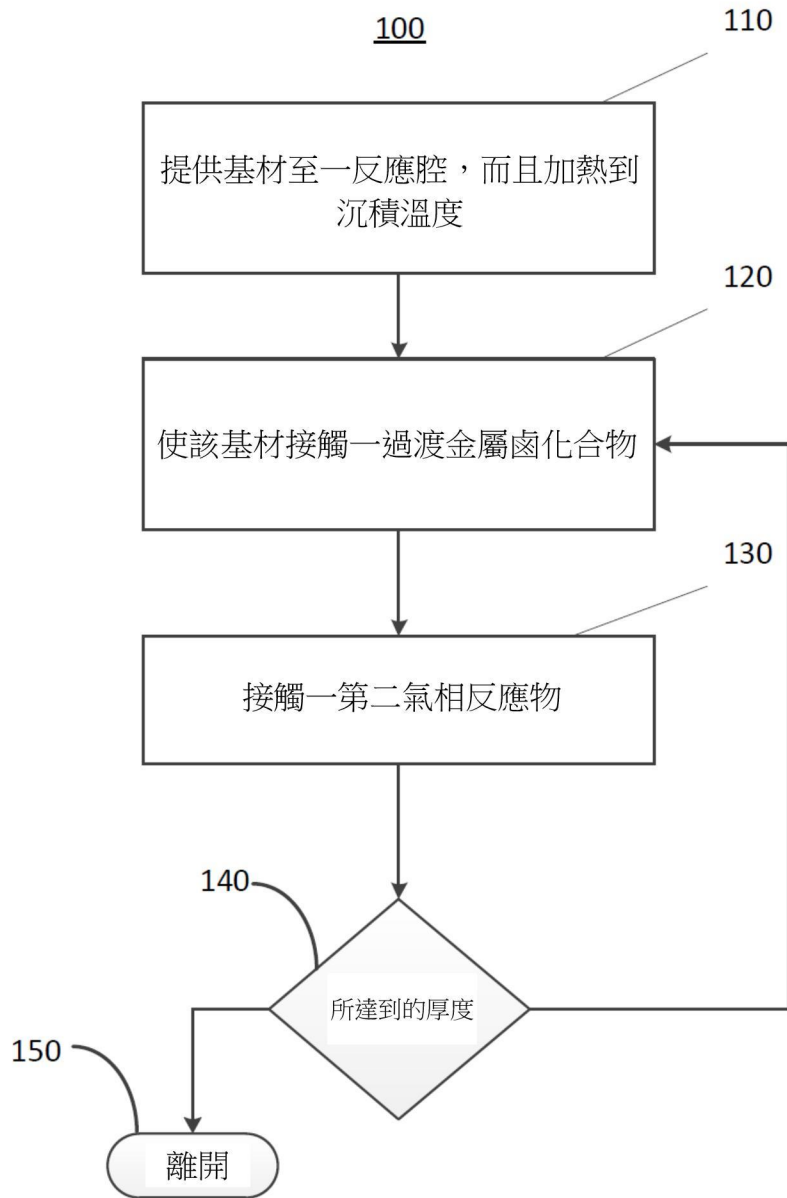 100
110
提供基材至一反應腔，而且加熱到
沉積溫度
120
使該基材接觸一過渡金屬鹵化合物
130
接觸一第二氣相反應物
140
所達到的厚度
150
離開